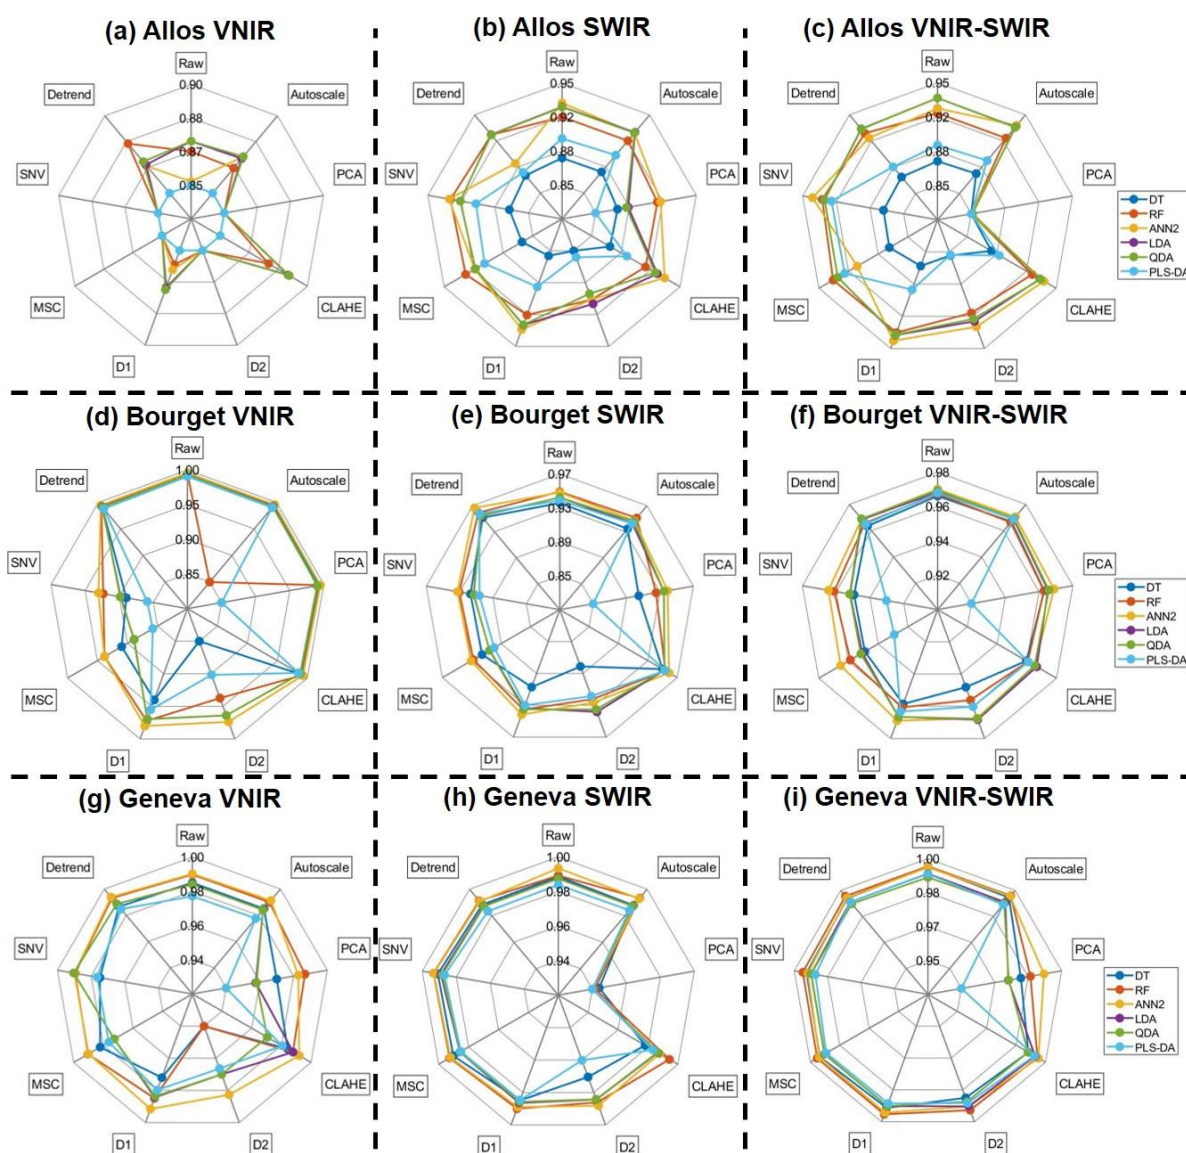 (a) Allos VNIR
Raw
0.90
0.88
0.87
0.85
Autoscale
PCA
CLAHE
D2
D1
MSC
SNV
Detrend
(b) Allos SWIR
Raw
0.95
0.92
0.88
0.85
Autoscale
PCA
CLAHE
D2
D1
MSC
SNV
Detrend
(c) Allos VNIR-SWIR
Raw
0.95
0.92
0.88
0.85
Autoscale
PCA
CLAHE
D2
D1
MSC
SNV
Detrend
DT
RF
ANN2
LDA
QDA
PLS-DA
(d) Bourget VNIR
Raw
1.00
0.95
0.90
0.85
Autoscale
PCA
CLAHE
D2
D1
MSC
SNV
Detrend
(e) Bourget SWIR
Raw
0.97
0.93
0.89
0.85
Autoscale
PCA
CLAHE
D2
D1
MSC
SNV
Detrend
(f) Bourget VNIR-SWIR
Raw
0.98
0.96
0.94
0.92
Autoscale
PCA
CLAHE
D2
D1
MSC
SNV
Detrend
DT
RF
ANN2
LDA
QDA
PLS-DA
(g) Geneva VNIR
Raw
1.00
0.98
0.96
0.94
Autoscale
PCA
CLAHE
D2
D1
MSC
SNV
Detrend
(h) Geneva SWIR
Raw
1.00
0.98
0.96
0.94
Autoscale
PCA
CLAHE
D2
D1
MSC
SNV
Detrend
(i) Geneva VNIR-SWIR
Raw
1.00
0.98
0.97
0.95
Autoscale
PCA
CLAHE
D2
D1
MSC
SNV
Detrend
DT
RF
ANN2
LDA
QDA
PLS-DA